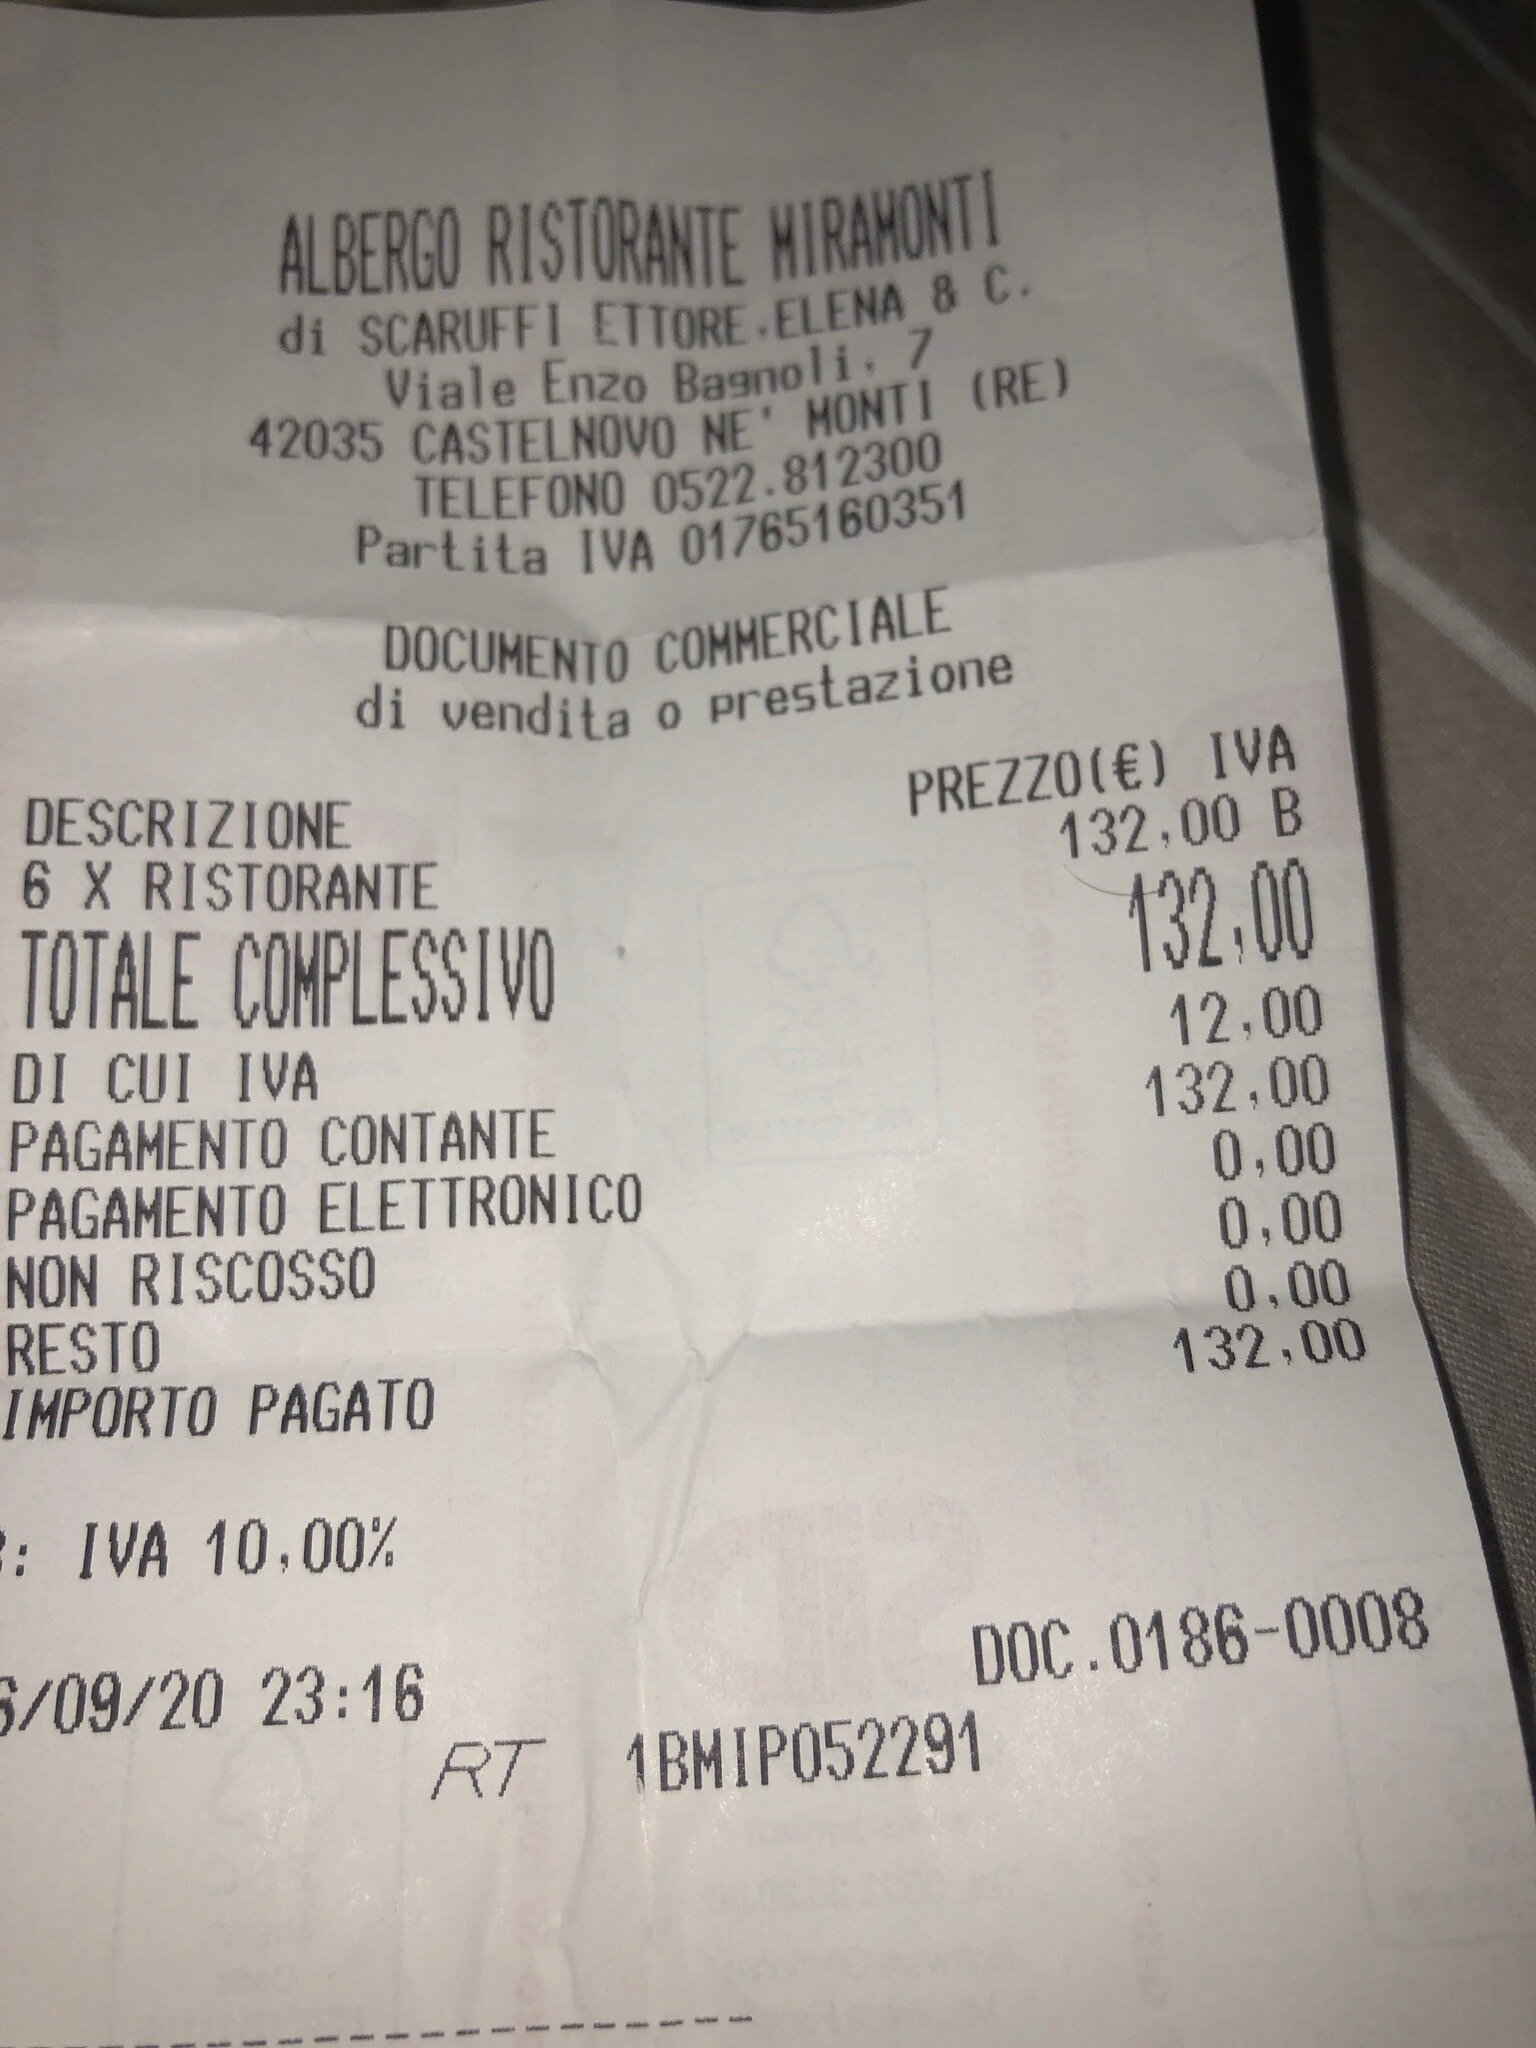 ALBERGO RISTORANTE MIRAMONTI
di SCARUFFI ETTORE.ELENA & C.
Viale Enzo Bagnoli, 7
42035 CASTELNOVO NE' MONTI (RE)
TELEFONO 0522.812300
Partita IVA 01765160351
DOCUMENTO COMMERCIALE
di vendita o prestazione
DESCRIZIONE PREZZO(€) IVA
6 X RISTORANTE 132,00 B
TOTALE COMPLESSIVO 132,00
DI CUI IVA 12,00
PAGAMENTO CONTANTE 132,00
PAGAMENTO ELETTRONICO 0,00
NON RISCOSSO 0,00
RESTO 0,00
IMPORTO PAGATO 132,00
: IVA 10,00%
/09/20 23:16 DOC.0186-0008
RT 1BMIP052291